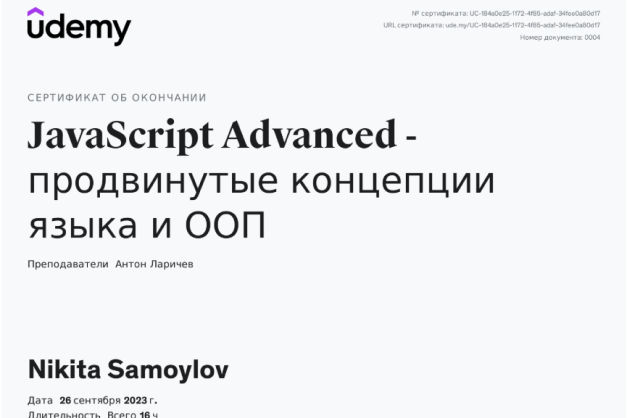 udemy
№ сертификата: UC-184a0e25-1172-4f85-adaf-34fee0a80d17
URL сертификата: ude.my/UC-184a0e25-1172-4f85-adaf-34fee0a80d17
Номер документа: 0004
СЕРТИФИКАТ ОБ ОКОНЧАНИИ
JavaScript Advanced -
продвинутые концепции
языка и ООП
Преподаватели Антон Ларичев
Nikita Samoylov
Дата 26 сентября 2023 г.
Длительность Всего 16 ч